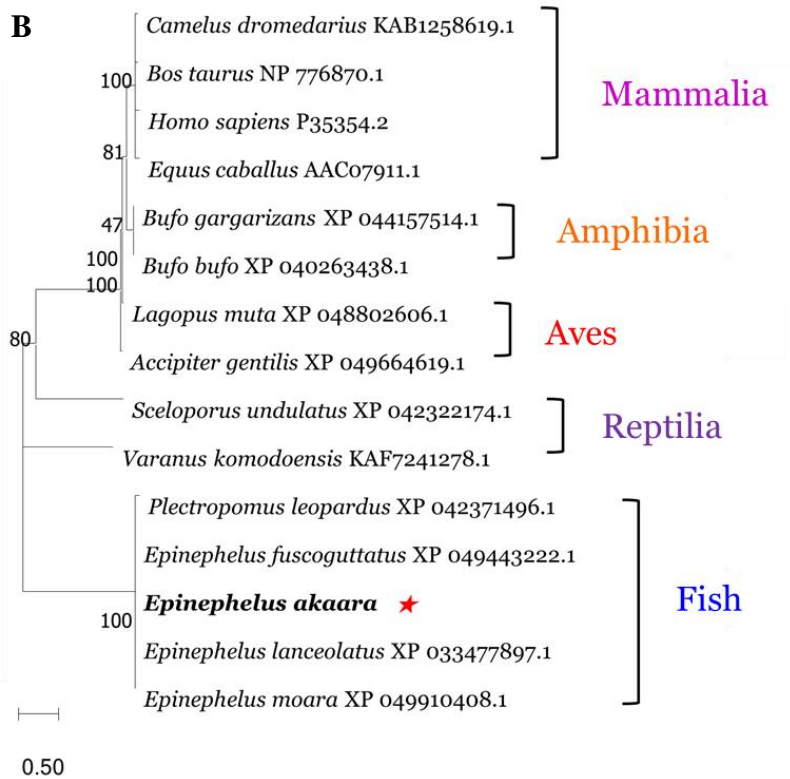 B
Camelus dromedarius KAB1258619.1
Bos taurus NP 776870.1
100
Mammalia
Homo sapiens P35354.2
81
Equus caballus AAC07911.1
Bufo gargarizans XP 044157514.1
47
Amphibia
100
Bufo bufo XP 040263438.1
100
Lagopus muta XP 048802606.1
80
Aves
Accipiter gentilis XP 049664619.1
Sceloporus undulatus XP 042322174.1
Reptilia
Varanus komodoensis KAF7241278.1
Plectropomus leopardus XP 042371496.1
Epinephelus fuscoguttatus XP 049443222.1
Epinephelus akaara
Fish
100
Epinephelus lanceolatus XP 033477897.1
Epinephelus moara XP 049910408.1
0.50